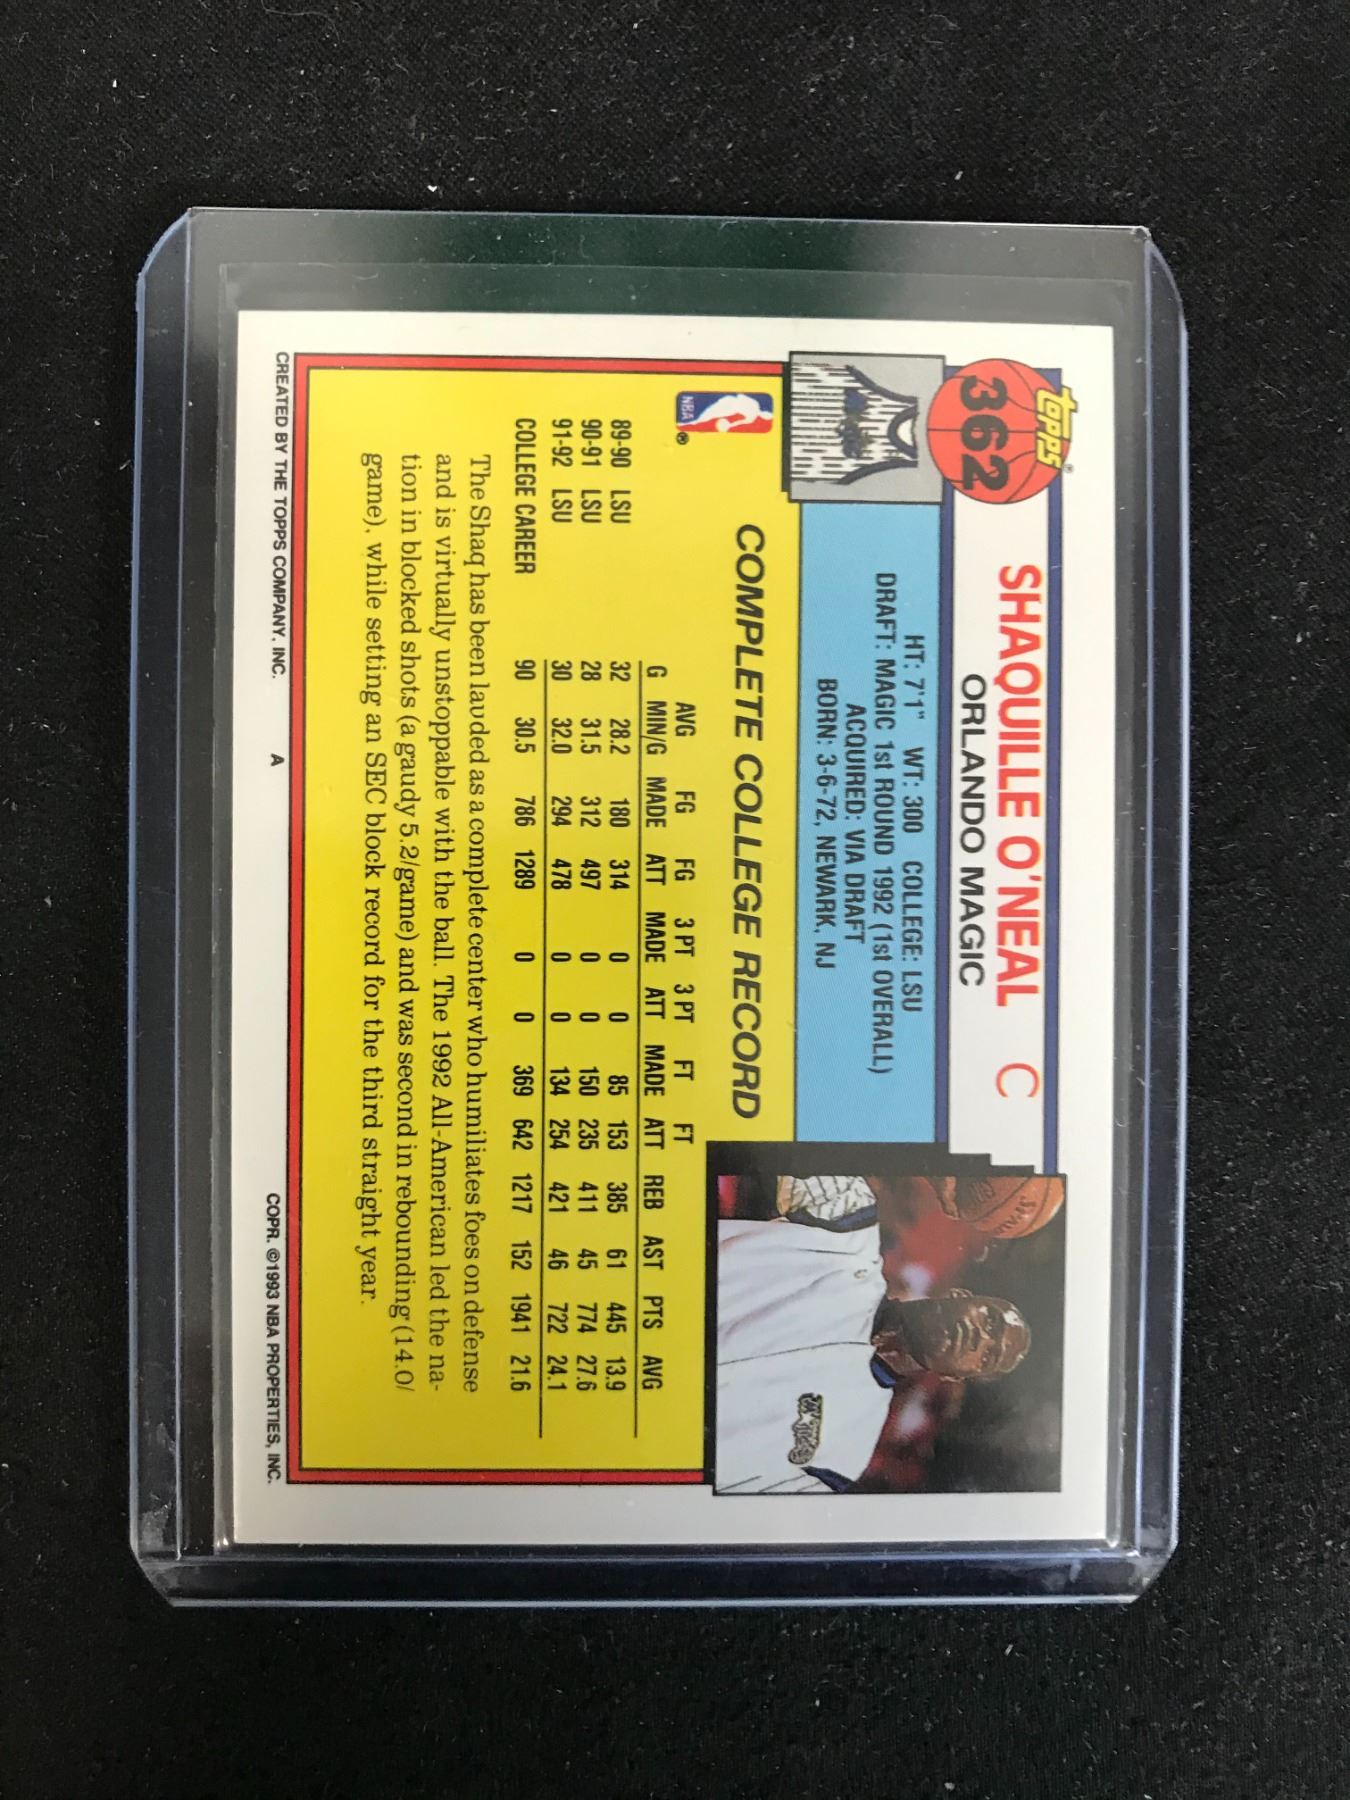 topps®
362
SHAQUILLE O'NEAL C
ORLANDO MAGIC
HT: 7'1" WT: 300 COLLEGE: LSU
DRAFT: MAGIC 1st ROUND 1992 (1st OVERALL)
ACQUIRED: VIA DRAFT
BORN: 3-6-72, NEWARK, NJ
NBA®
COMPLETE COLLEGE RECORD
AVG FG FG 3 PT 3 PT FT FT
G MIN/G MADE ATT MADE ATT MADE ATT REB AST PTS AVG
89-90 LSU 32 28.2 180 314 0 0 85 153 385 61 445 13.9
90-91 LSU 28 31.5 312 497 0 0 150 235 411 45 774 27.6
91-92 LSU 30 32.0 294 478 0 0 134 254 421 46 722 24.1
COLLEGE CAREER 90 30.5 786 1289 0 0 369 642 1217 152 1941 21.6
The Shaq has been lauded as a complete center who humiliates foes on defense
and is virtually unstoppable with the ball. The 1992 All-American led the na-
tion in blocked shots (a gaudy 5.2/game) and was second in rebounding (14.0/
game), while setting an SEC block record for the third straight year.
CREATED BY THE TOPPS COMPANY, INC. A COPR. ©1993 NBA PROPERTIES, INC.